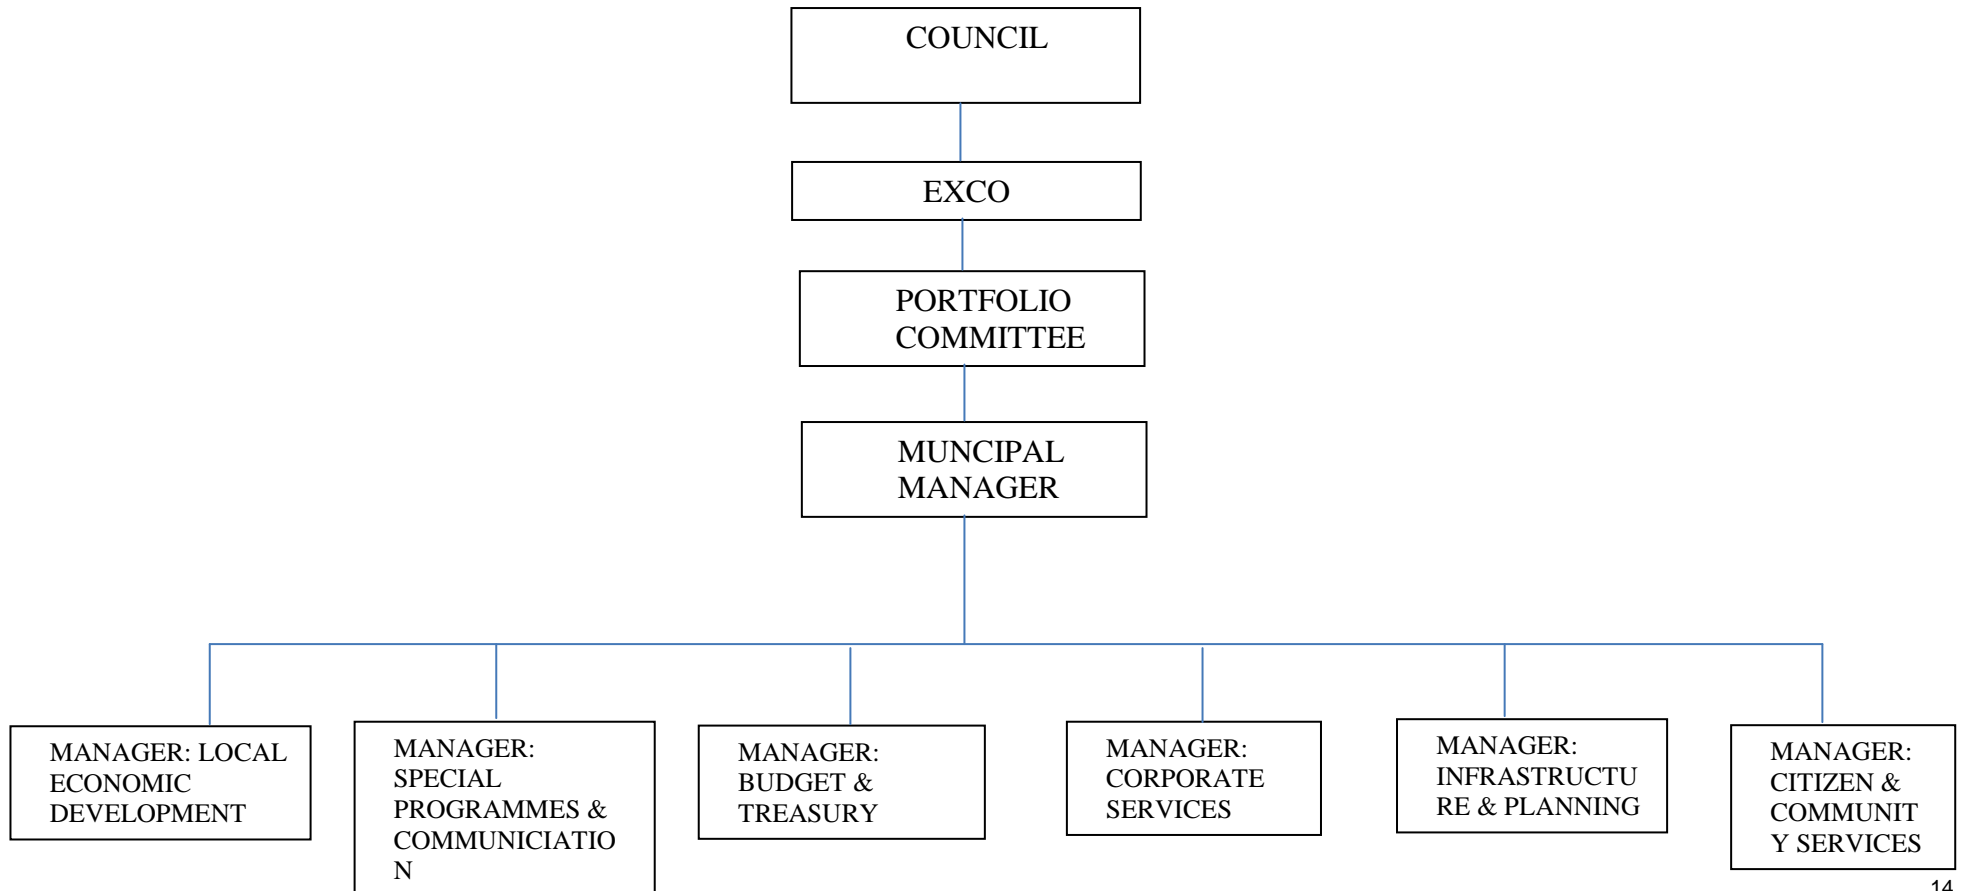 COUNCIL
EXCO
PORTFOLIO
COMMITTEE
MUNCIPAL
MANAGER
MANAGER: LOCAL
ECONOMIC
DEVELOPMENT
MANAGER:
SPECIAL
PROGRAMMES &
COMMUNICIATIO
N
MANAGER:
BUDGET &
TREASURY
MANAGER:
CORPORATE
SERVICES
MANAGER:
INFRASTRUCTU
RE & PLANNING
MANAGER:
CITIZEN &
COMMUNIT
Y SERVICES
14